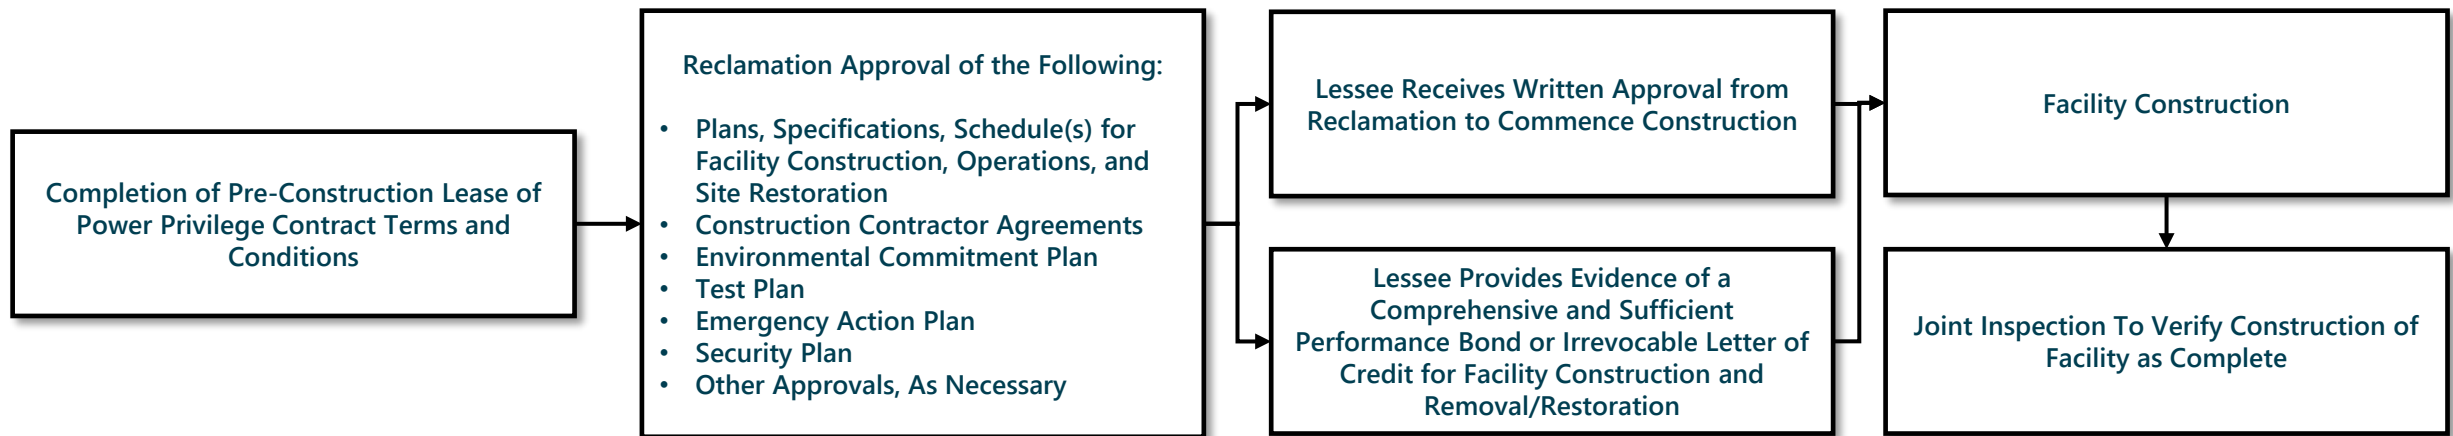 Completion of Pre-Construction Lease of
Power Privilege Contract Terms and
Conditions
Reclamation Approval of the Following:
• Plans, Specifications, Schedule(s) for
Facility Construction, Operations, and
Site Restoration
• Construction Contractor Agreements
• Environmental Commitment Plan
• Test Plan
• Emergency Action Plan
• Security Plan
• Other Approvals, As Necessary
Lessee Receives Written Approval from
Reclamation to Commence Construction
Lessee Provides Evidence of a
Comprehensive and Sufficient
Performance Bond or Irrevocable Letter of
Credit for Facility Construction and
Removal/Restoration
Facility Construction
Joint Inspection To Verify Construction of
Facility as Complete